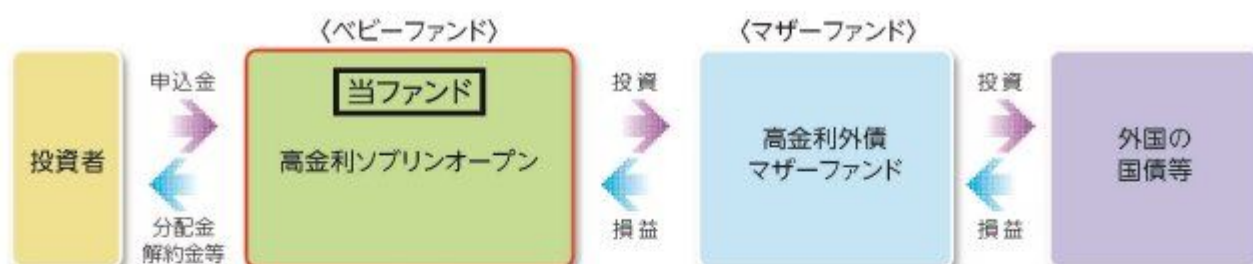 〈ベビーファンド〉
〈マザーファンド〉
投資者
申込金
分配金
解約金等
当ファンド
高金利ソブリンオープン
投資
損益
高金利外債
マザーファンド
投資
損益
外国の
国債等